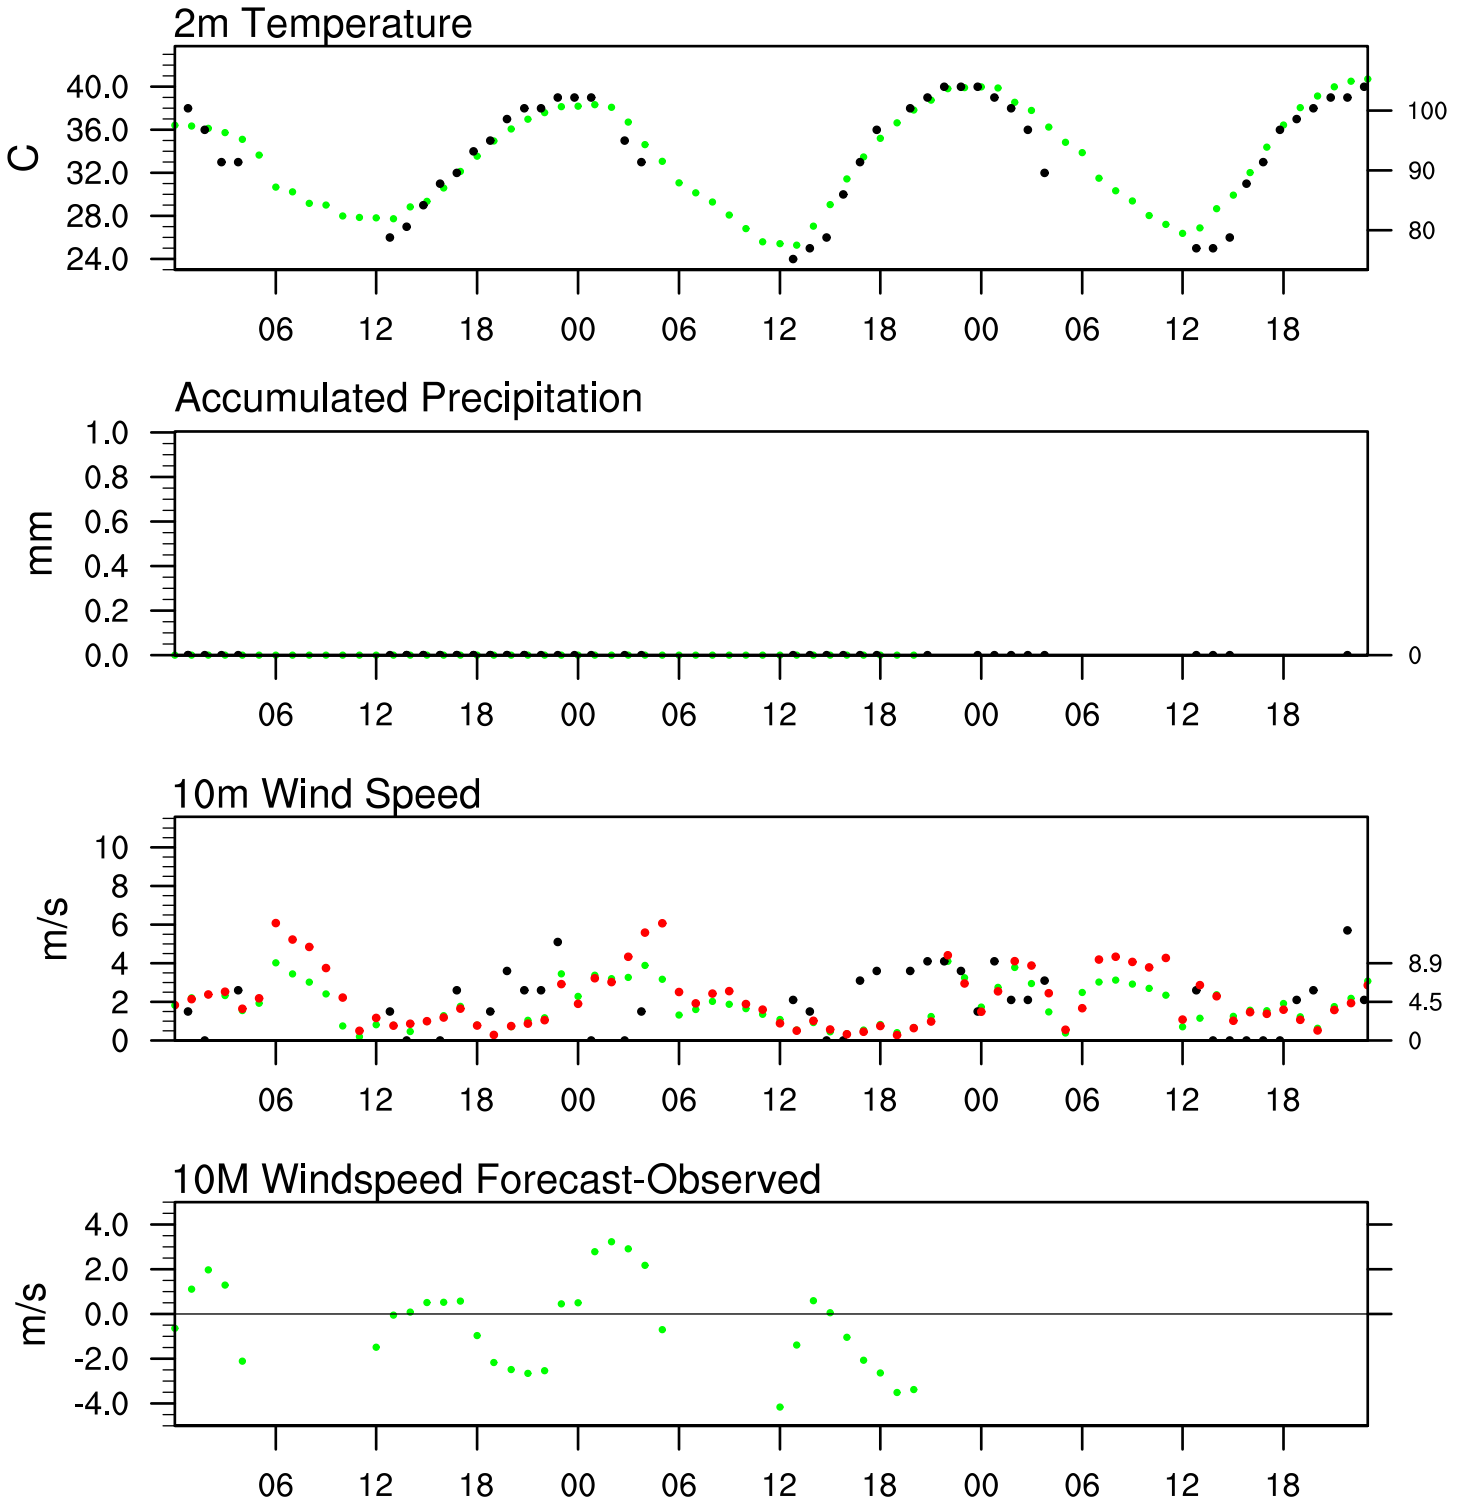 2m Temperature
40.0
36.0
32.0
28.0
24.0
C
100
90
80
06 12 18 00 06 12 18 00 06 12 18
Accumulated Precipitation
1.0
0.8
0.6
0.4
0.2
0.0
mm
0
06 12 18 00 06 12 18 00 06 12 18
10m Wind Speed
10
8
6
4
2
0
m/s
8.9
4.5
0
06 12 18 00 06 12 18 00 06 12 18
10M Windspeed Forecast-Observed
4.0
2.0
0.0
-2.0
-4.0
m/s
06 12 18 00 06 12 18 00 06 12 18